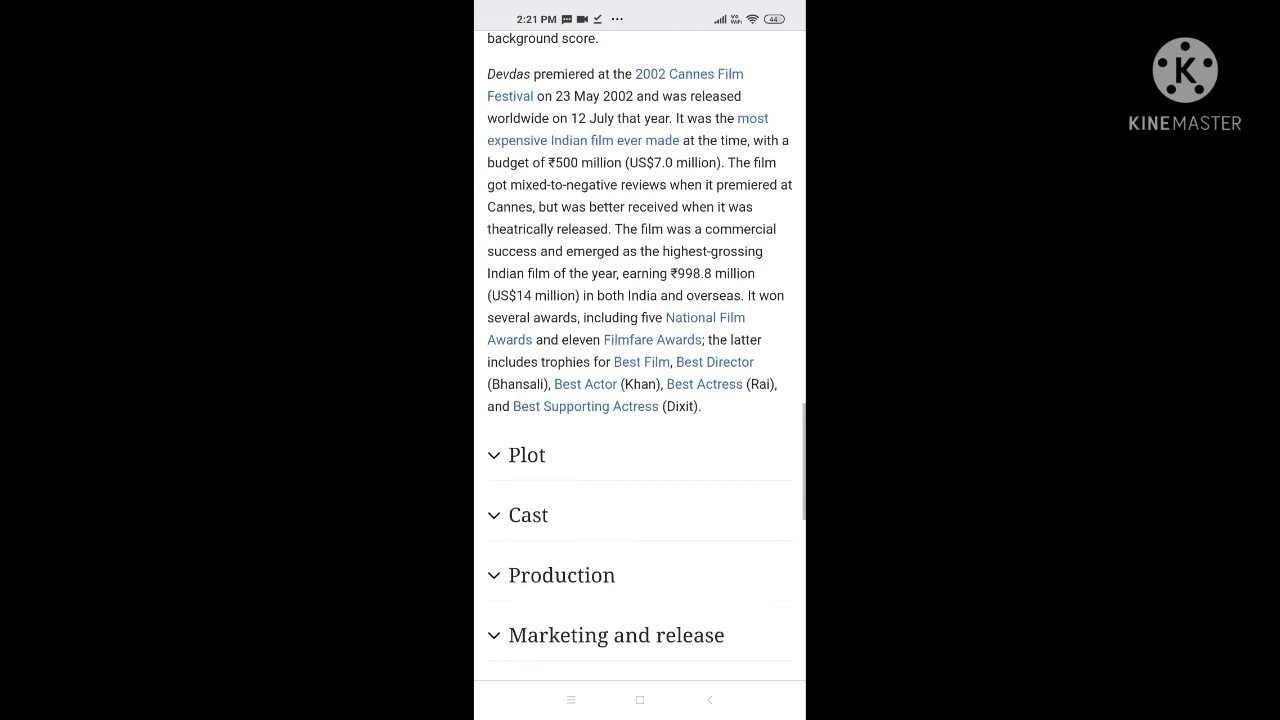 2:21 PM ...
Vo
WiFi
44
background score.
Devdas premiered at the 2002 Cannes Film
Festival on 23 May 2002 and was released
worldwide on 12 July that year. It was the most
expensive Indian film ever made at the time, with a
budget of ₹500 million (US$7.0 million). The film
got mixed-to-negative reviews when it premiered at
Cannes, but was better received when it was
theatrically released. The film was a commercial
success and emerged as the highest-grossing
Indian film of the year, earning ₹998.8 million
(US$14 million) in both India and overseas. It won
several awards, including five National Film
Awards and eleven Filmfare Awards; the latter
includes trophies for Best Film, Best Director
(Bhansali), Best Actor (Khan), Best Actress (Rai),
and Best Supporting Actress (Dixit).
Plot
Cast
Production
Marketing and release
K
KINEMASTER